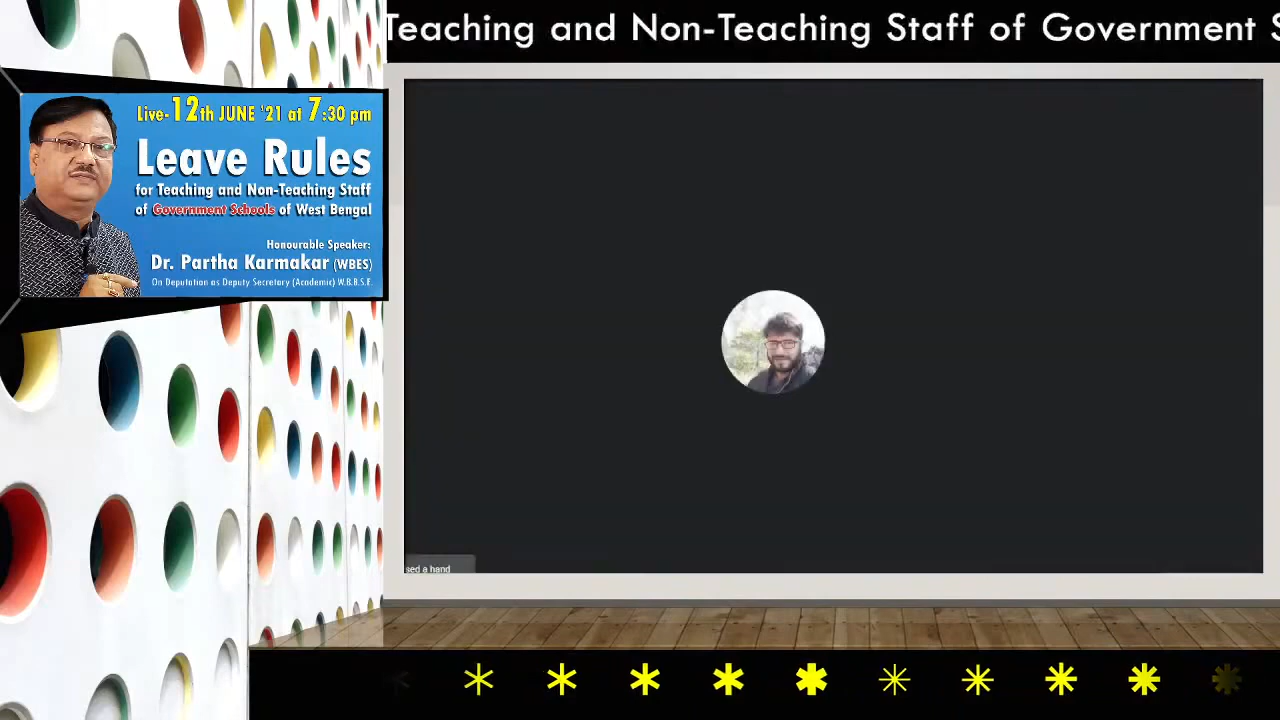 Teaching and Non-Teaching Staff of Government S
Live-12th JUNE '21 at 7:30 pm
Leave Rules
for Teaching and Non-Teaching Staff
of Government Schools of West Bengal
Honourable Speaker:
Dr. Partha Karmakar (WBES)
On Deputation as Deputy Secretary (Academic) W.B.B.S.E.
sed a hand